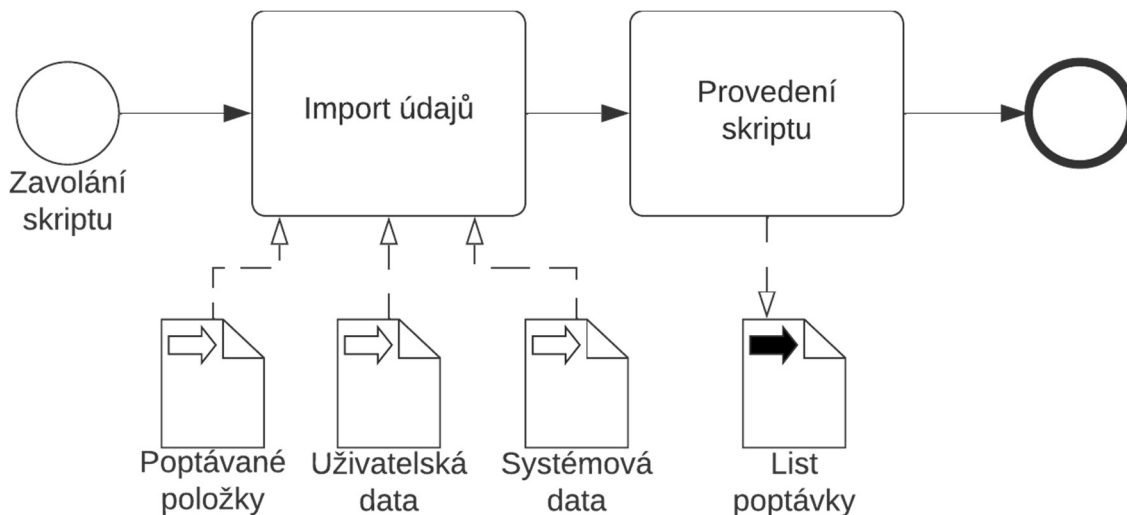 Zavolání
skriptu
Import údajů
Provedení
skriptu
Poptávané
položky
Uživatelská
data
Systémová
data
List
poptávky